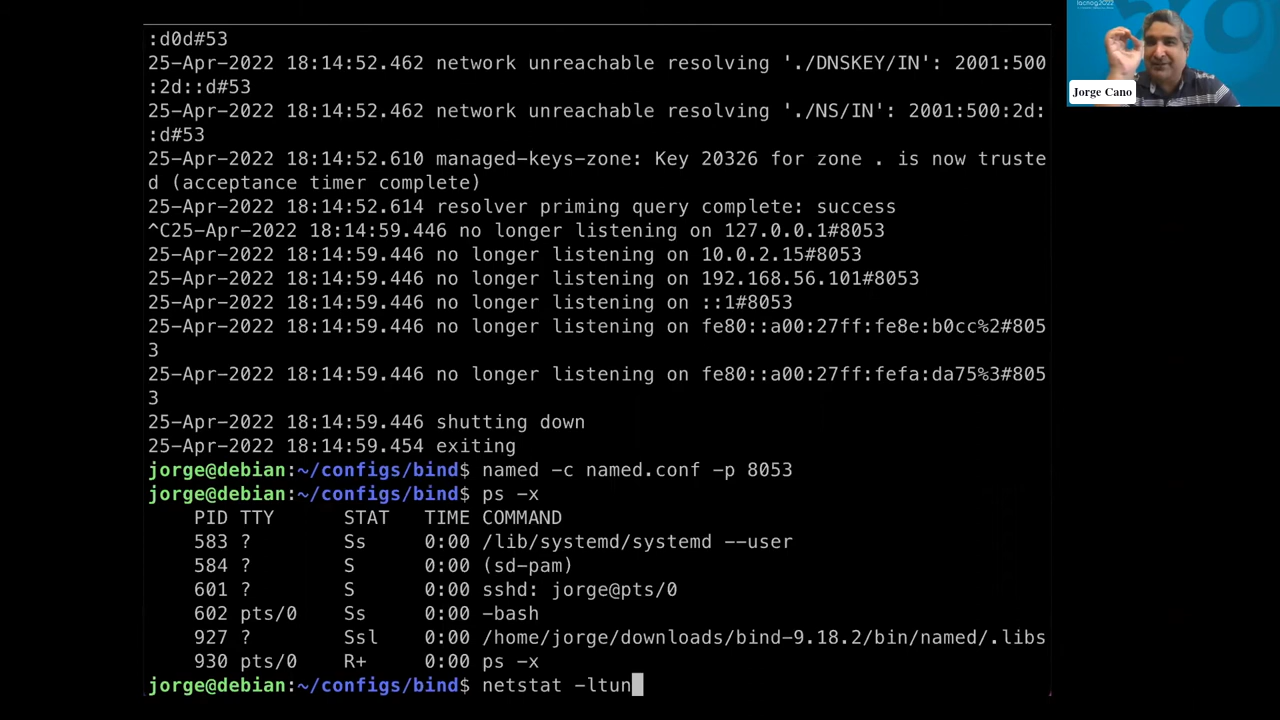 :d0d#53
25-Apr-2022 18:14:52.462 network unreachable resolving './DNSKEY/IN': 2001:500
:2d::d#53
25-Apr-2022 18:14:52.462 network unreachable resolving './NS/IN': 2001:500:2d:
:d#53
25-Apr-2022 18:14:52.610 managed-keys-zone: Key 20326 for zone . is now truste
d (acceptance timer complete)
25-Apr-2022 18:14:52.614 resolver priming query complete: success
^C25-Apr-2022 18:14:59.446 no longer listening on 127.0.0.1#8053
25-Apr-2022 18:14:59.446 no longer listening on 10.0.2.15#8053
25-Apr-2022 18:14:59.446 no longer listening on 192.168.56.101#8053
25-Apr-2022 18:14:59.446 no longer listening on ::1#8053
25-Apr-2022 18:14:59.446 no longer listening on fe80::a00:27ff:fe8e:b0cc%2#805
3
25-Apr-2022 18:14:59.446 no longer listening on fe80::a00:27ff:fefa:da75%3#805
3
25-Apr-2022 18:14:59.446 shutting down
25-Apr-2022 18:14:59.454 exiting
jorge@debian:~/configs/bind$ named -c named.conf -p 8053
jorge@debian:~/configs/bind$ ps -x
PID TTY STAT TIME COMMAND
583 ? Ss 0:00 /lib/systemd/systemd --user
584 ? S 0:00 (sd-pam)
601 ? S 0:00 sshd: jorge@pts/0
602 pts/0 Ss 0:00 -bash
927 ? Ssl 0:00 /home/jorge/downloads/bind-9.18.2/bin/named/.libs
930 pts/0 R+ 0:00 ps -x
jorge@debian:~/configs/bind$ netstat -ltun
lacnog2022
Jorge Cano